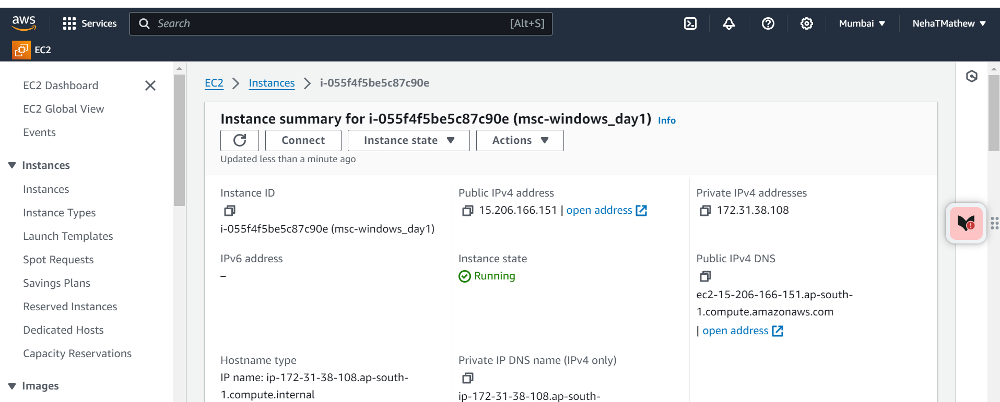 aws
Services
Search [Alt+S]
Mumbai ▼
NehaTMathew ▼
EC2
EC2 Dashboard
EC2 Global View
Events
Instances
Instances
Instance Types
Launch Templates
Spot Requests
Savings Plans
Reserved Instances
Dedicated Hosts
Capacity Reservations
Images
EC2 > Instances > i-055f4f5be5c87c90e
Instance summary for i-055f4f5be5c87c90e (msc-windows_day1) Info
Connect
Instance state ▼
Actions ▼
Updated less than a minute ago
Instance ID
i-055f4f5be5c87c90e (msc-windows_day1)
Public IPv4 address
15.206.166.151 | open address
Private IPv4 addresses
172.31.38.108
IPv6 address
–
Instance state
Running
Public IPv4 DNS
ec2-15-206-166-151.ap-south-
1.compute.amazonaws.com
| open address
Hostname type
IP name: ip-172-31-38-108.ap-south-
1.compute.internal
Private IP DNS name (IPv4 only)
ip-172-31-38-108.ap-south-